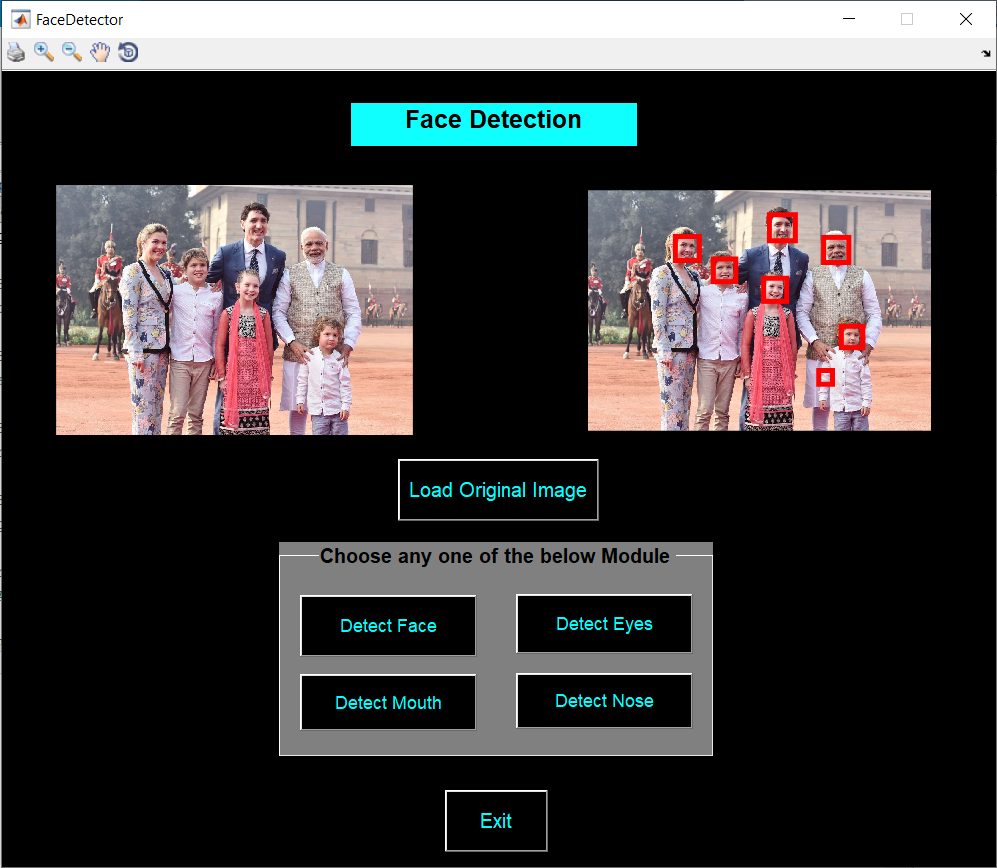 FaceDetector
Face Detection
Load Original Image
Choose any one of the below Module
Detect Face
Detect Eyes
Detect Mouth
Detect Nose
Exit